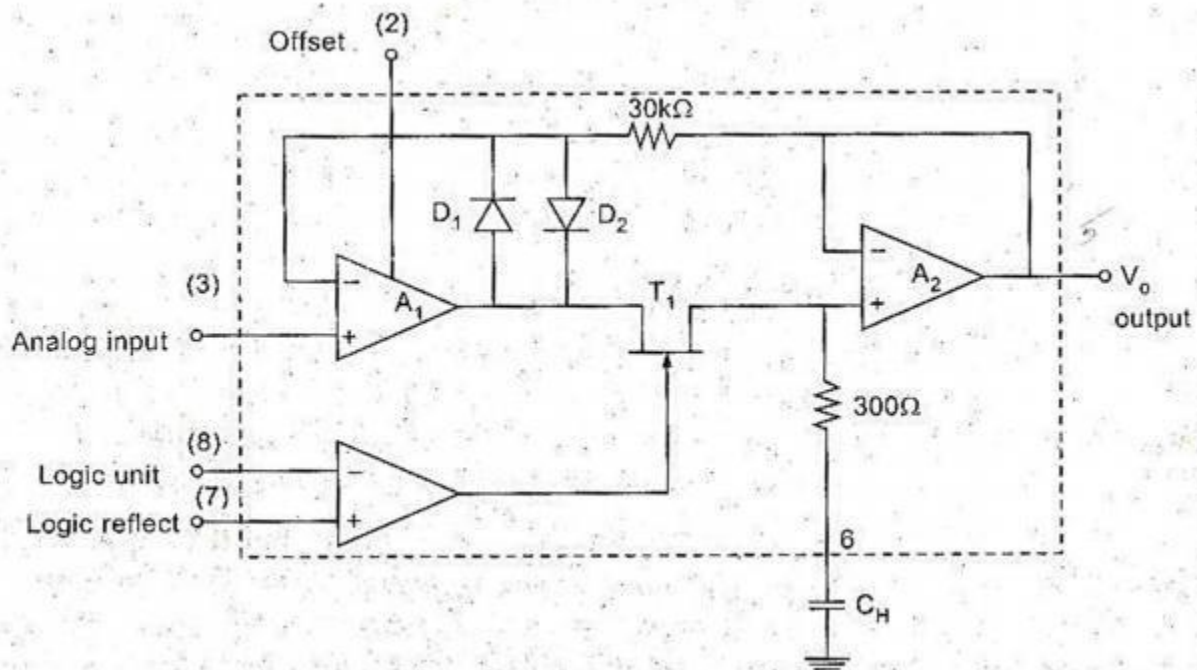 (2)
Offset
30kΩ
D1
D2
(3)
A1
T1
A2
Vo
output
Analog input
300Ω
(8)
Logic unit
(7)
Logic reflect
6
CH